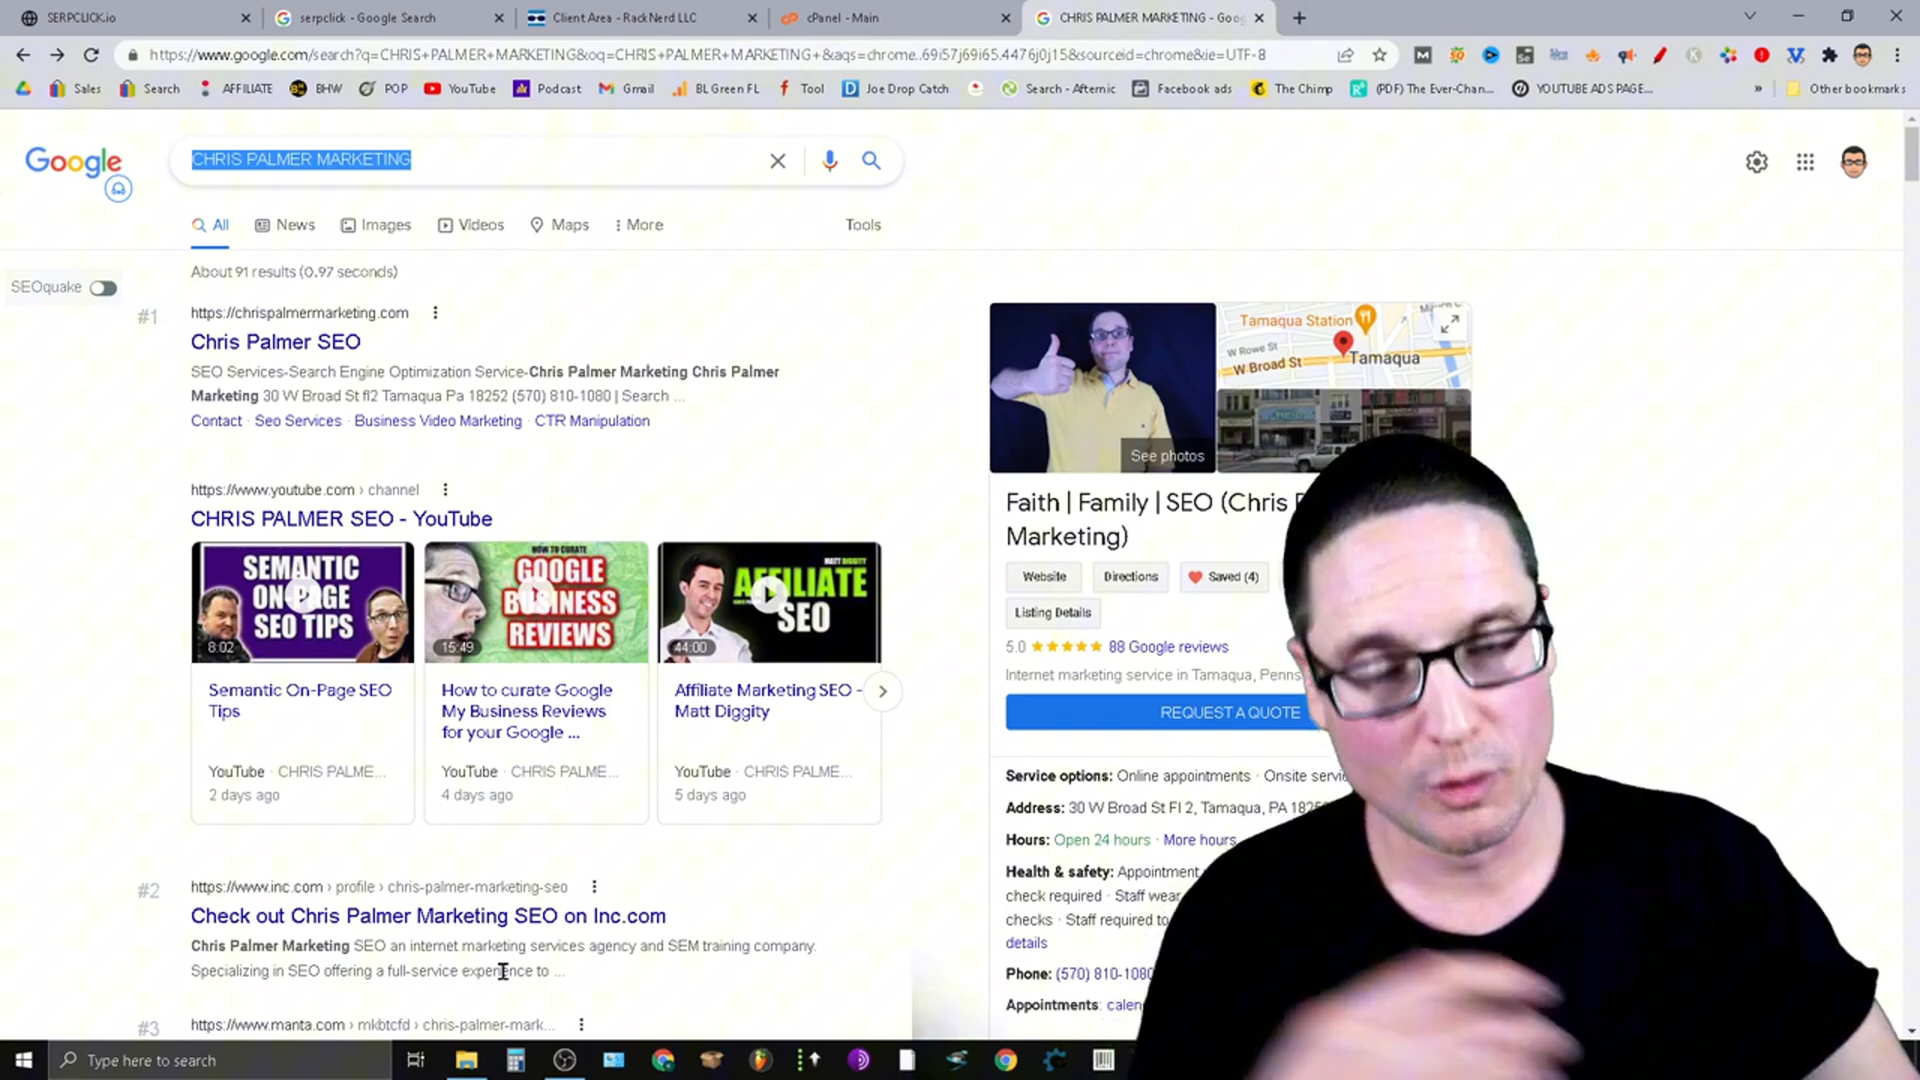 SERPCLICK.io
serpclick - Google Search
Client Area - RackNerd LLC
cPanel - Main
CHRIS PALMER MARKETING - Goo
https://www.google.com/search?q=CHRIS+PALMER+MARKETING&oq=CHRIS+PALMER+MARKETING+&aqs=chrome..69i57j69i65.4476j0j15&sourceid=chrome&ie=UTF-8
Sales
Search
AFFILIATE
BHW
POP
YouTube
Podcast
Gmail
BL Green FL
Tool
Joe Drop Catch
Search - Afternic
Facebook ads
The Chimp
(PDF) The Ever-Chan...
YOUTUBE ADS PAGE...
»
Other bookmarks
Google
CHRIS PALMER MARKETING
All
News
Images
Videos
Maps
More
Tools
About 91 results (0.97 seconds)
SEOquake
#1
https://chrispalmermarketing.com
Chris Palmer SEO
SEO Services-Search Engine Optimization Service-Chris Palmer Marketing Chris Palmer
Marketing 30 W Broad St fl2 Tamaqua Pa 18252 (570) 810-1080 | Search ...
Contact · Seo Services · Business Video Marketing · CTR Manipulation
https://www.youtube.com › channel
CHRIS PALMER SEO - YouTube
SEMANTIC
ON-PAGE
SEO TIPS
8:02
HOW TO CURATE
GOOGLE
BUSINESS
REVIEWS
15:49
MATT DIGGITY
AFFILIATE
SEO
44:00
Semantic On-Page SEO
Tips
YouTube · CHRIS PALME...
2 days ago
How to curate Google
My Business Reviews
for your Google ...
YouTube · CHRIS PALME...
4 days ago
Affiliate Marketing SEO -
Matt Diggity
YouTube · CHRIS PALME...
5 days ago
#2
https://www.inc.com › profile › chris-palmer-marketing-seo
Check out Chris Palmer Marketing SEO on Inc.com
Chris Palmer Marketing SEO an internet marketing services agency and SEM training company.
Specializing in SEO offering a full-service experience to ...
#3
https://www.manta.com › mkbtcfd › chris-palmer-mark...
Tamaqua Station
W Rowe St
W Broad St
Tamaqua
See photos
Faith | Family | SEO (Chris
Marketing)
Website
Directions
Saved (4)
Listing Details
5.0
88 Google reviews
Internet marketing service in Tamaqua, Penns
REQUEST A QUOTE
Service options: Online appointments · Onsite servi
Address: 30 W Broad St Fl 2, Tamaqua, PA 1825
Hours: Open 24 hours · More hours
Health & safety: Appointment
check required · Staff wear
checks · Staff required to
details
Phone: (570) 810-1080
Appointments: calen
Type here to search